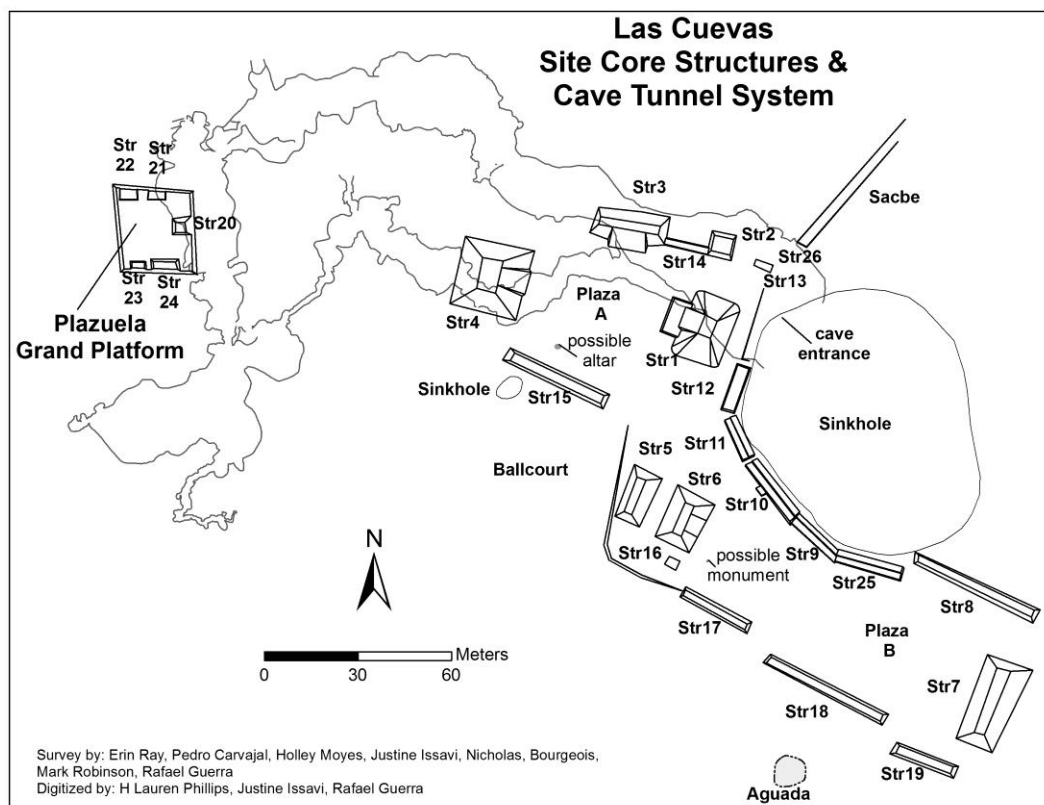 Las Cuevas
Site Core Structures &
Cave Tunnel System
Str
22
Str
21
Str20
Str
23
Str
24
Plazuela
Grand Platform
Str3
Sacbe
Str2
Str14
Str26
Str13
Str4
Plaza
A
possible
altar
Str1
cave
entrance
Sinkhole
Str15
Str12
Sinkhole
Ballcourt
Str5
Str11
Str6
Str10
Str16
possible
monument
Str9
Str25
Str8
Str17
Plaza
B
Str7
Str18
Str19
Aguada
N
Meters
0
30
60
Survey by: Erin Ray, Pedro Carvajal, Holley Moyes, Justine Issavi, Nicholas, Bourgeois,
Mark Robinson, Rafael Guerra
Digitized by: H Lauren Phillips, Justine Issavi, Rafael Guerra